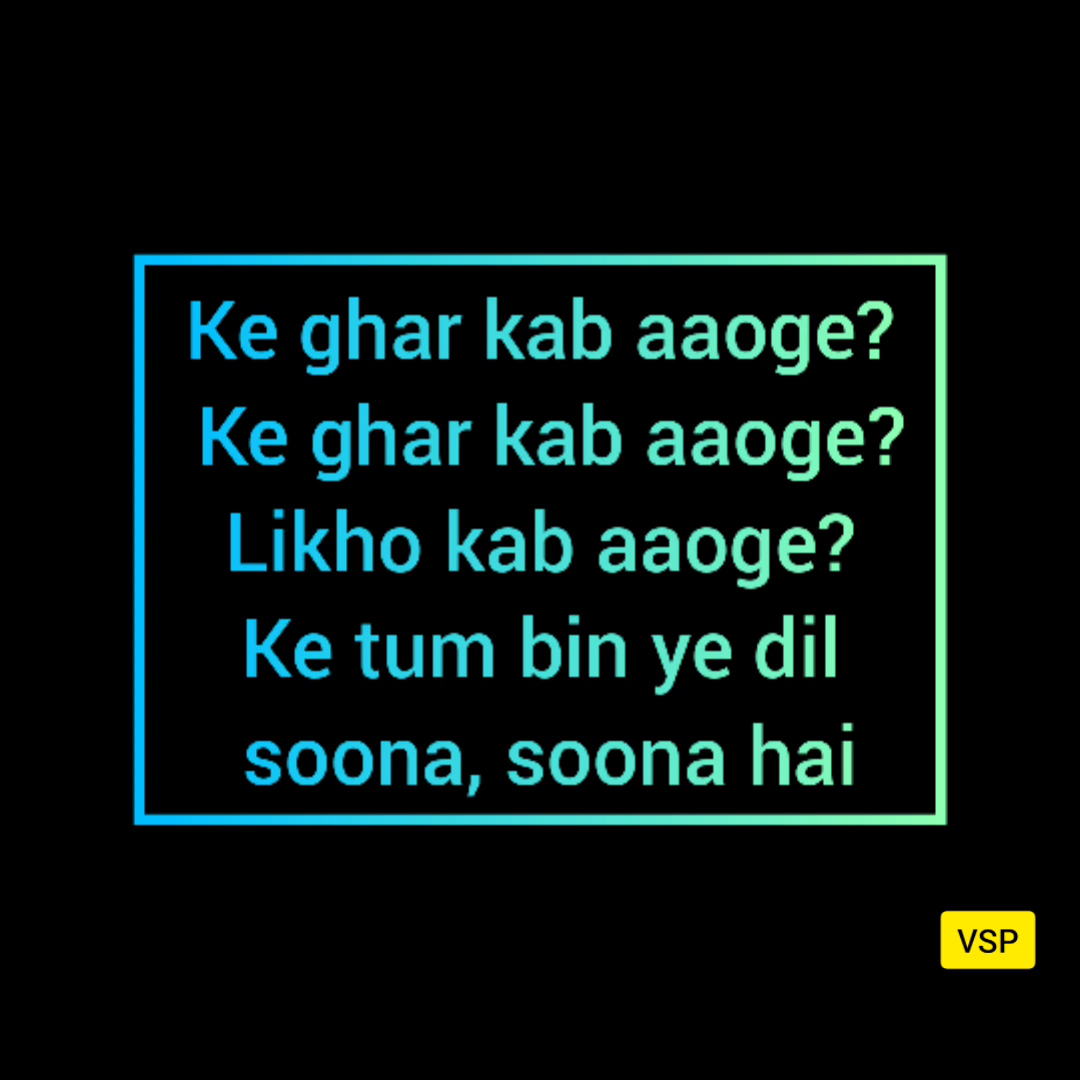 Ke ghar kab aaoge?
Ke ghar kab aaoge?
Likho kab aaoge?
Ke tum bin ye dil
soona, soona hai
VSP